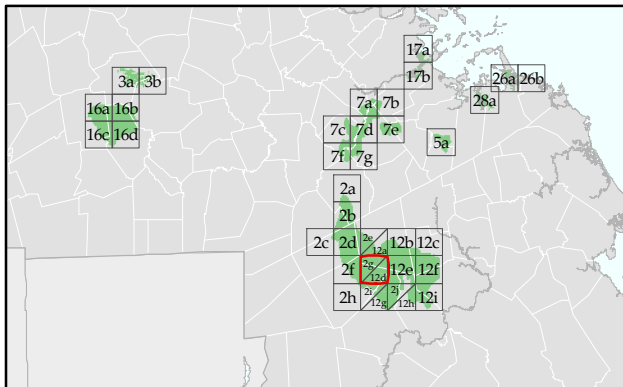 17a
17b
26a 26b
28a
3a 3b
16a 16b
16c 16d
7a 7b
7c 7d 7e
7f 7g
5a
2a
2b
2c 2d 2e 12a 12b 12c
2f 2g 12d 12e 12f
2h 2i 12g 2j 12h 12i